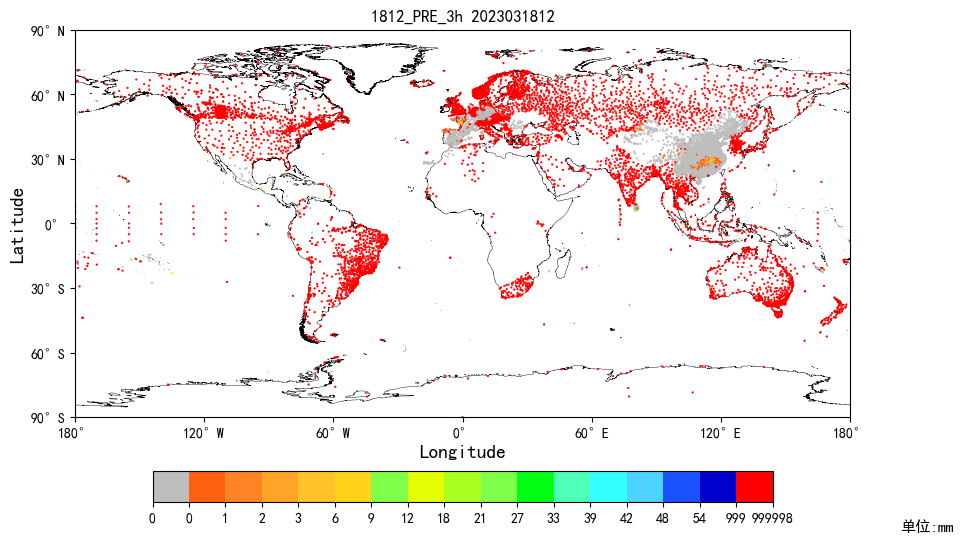 1812_PRE_3h 2023031812
90° N
60° N
30° N
0°
30° S
60° S
90° S
Latitude
180° 120° W 60° W 0° 60° E 120° E 180°
Longitude
0 0 1 2 3 6 9 12 18 21 27 33 39 42 48 54 999 999998
单位:mm